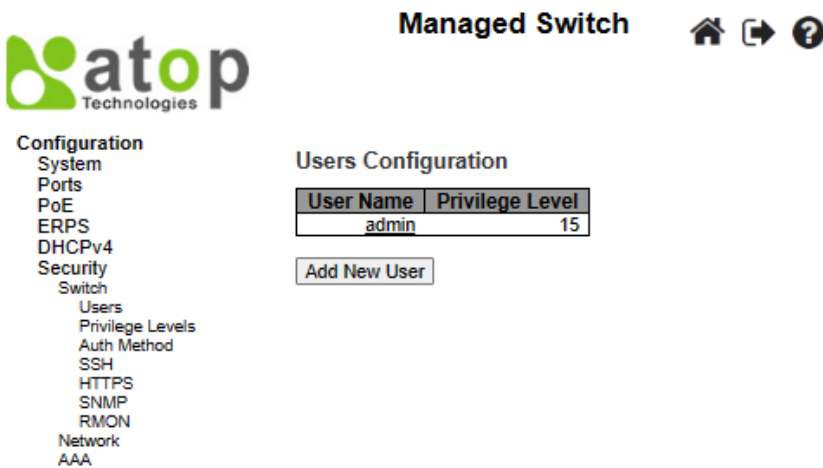 Managed Switch
atop
Technologies
Configuration
System
Ports
PoE
ERPS
DHCPv4
Security
Switch
Users
Privilege Levels
Auth Method
SSH
HTTPS
SNMP
RMON
Network
AAA
Users Configuration
User Name Privilege Level
admin 15
Add New User